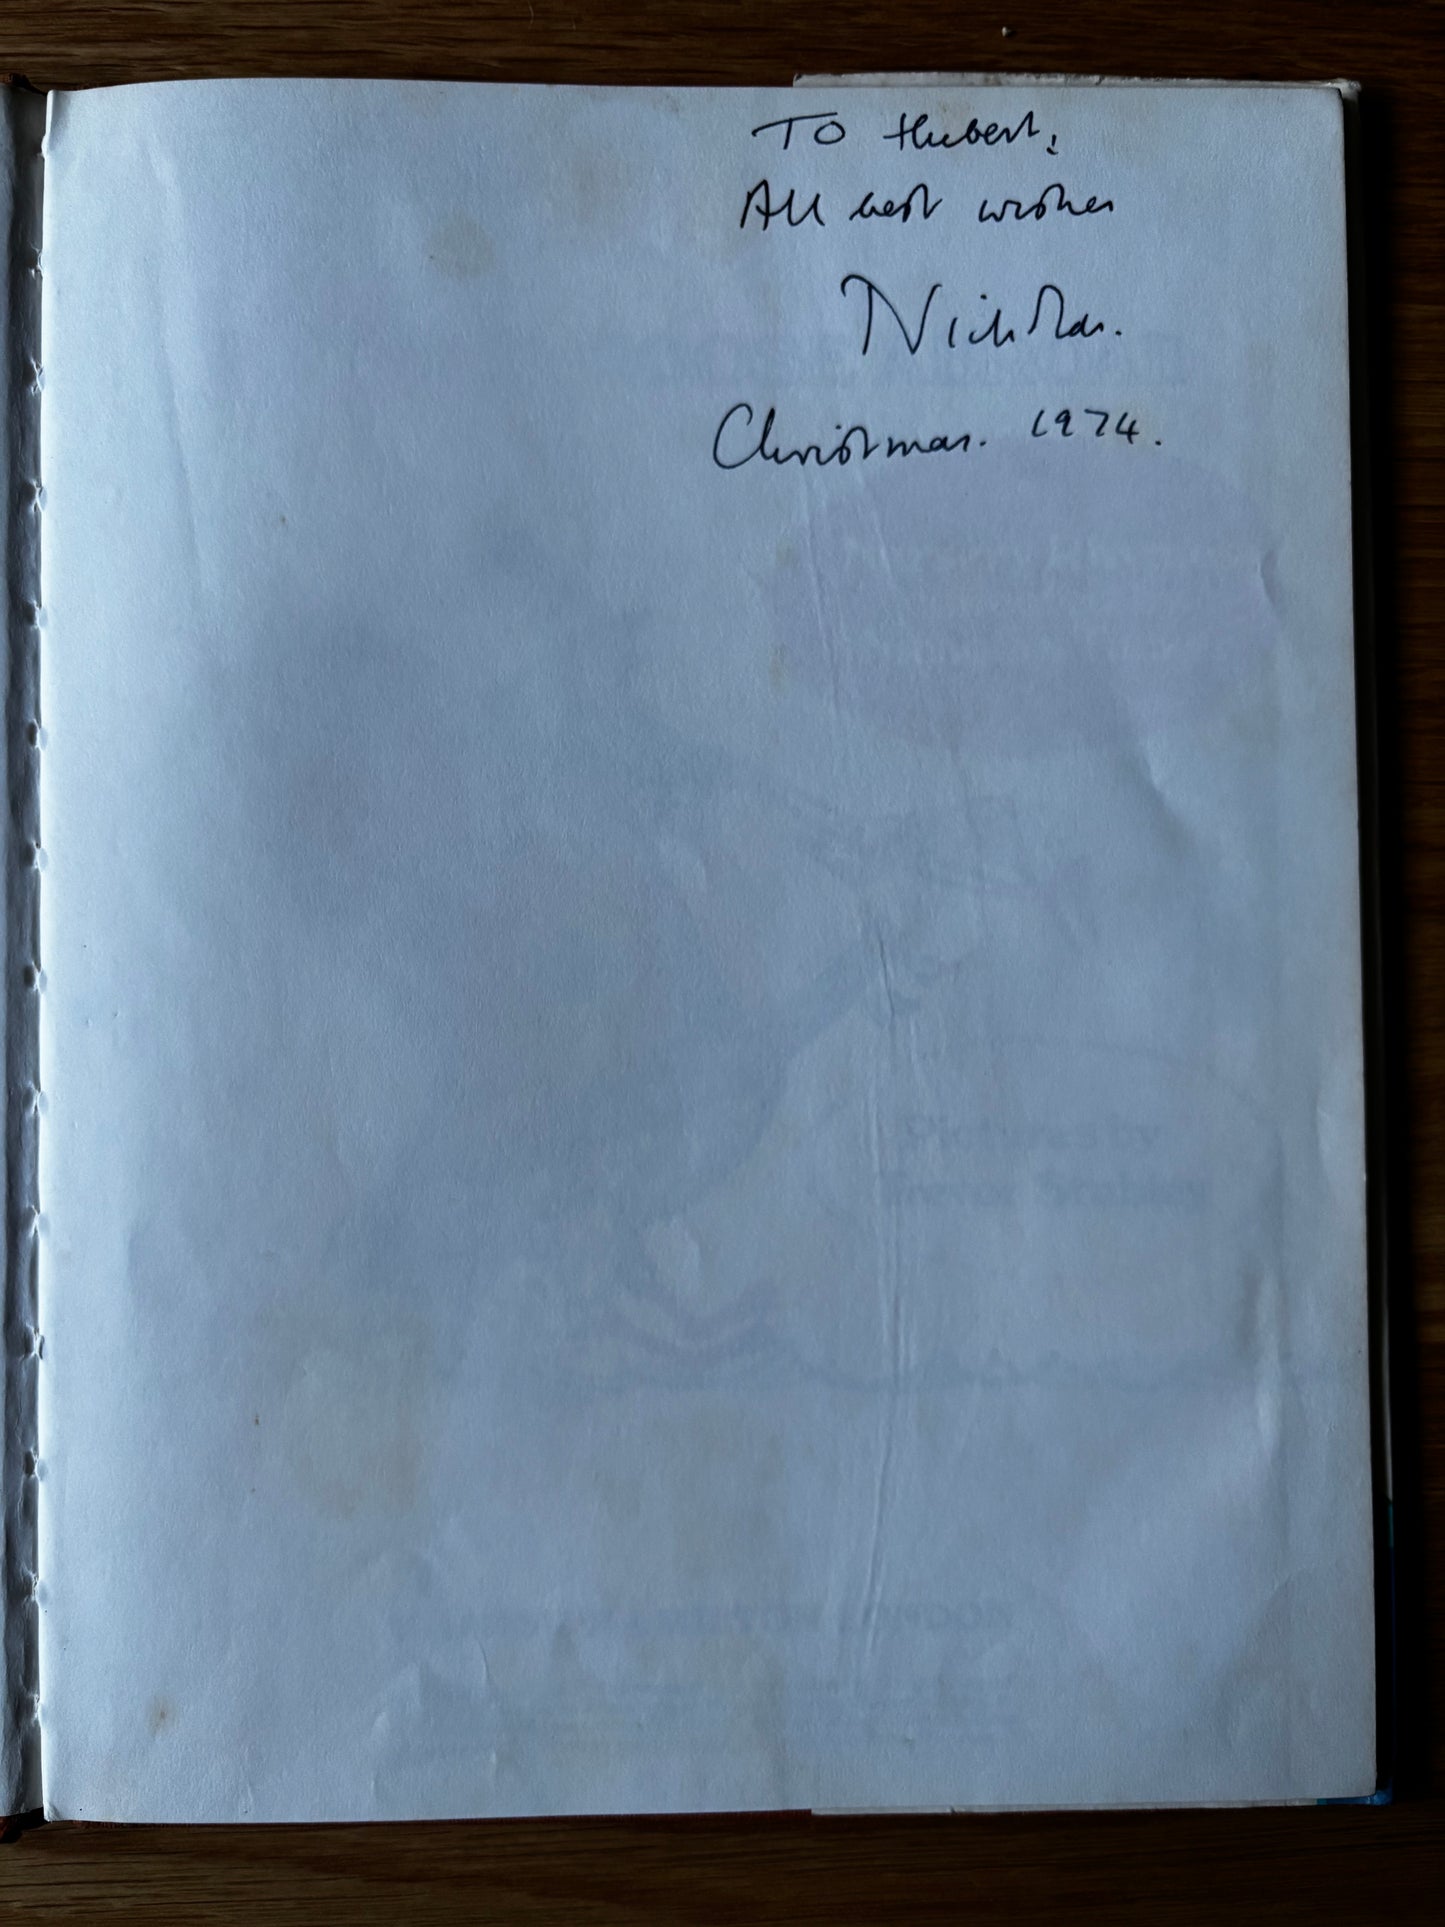 To Hubert,
All best wishes
Nicholas.
Christmas. 1974.